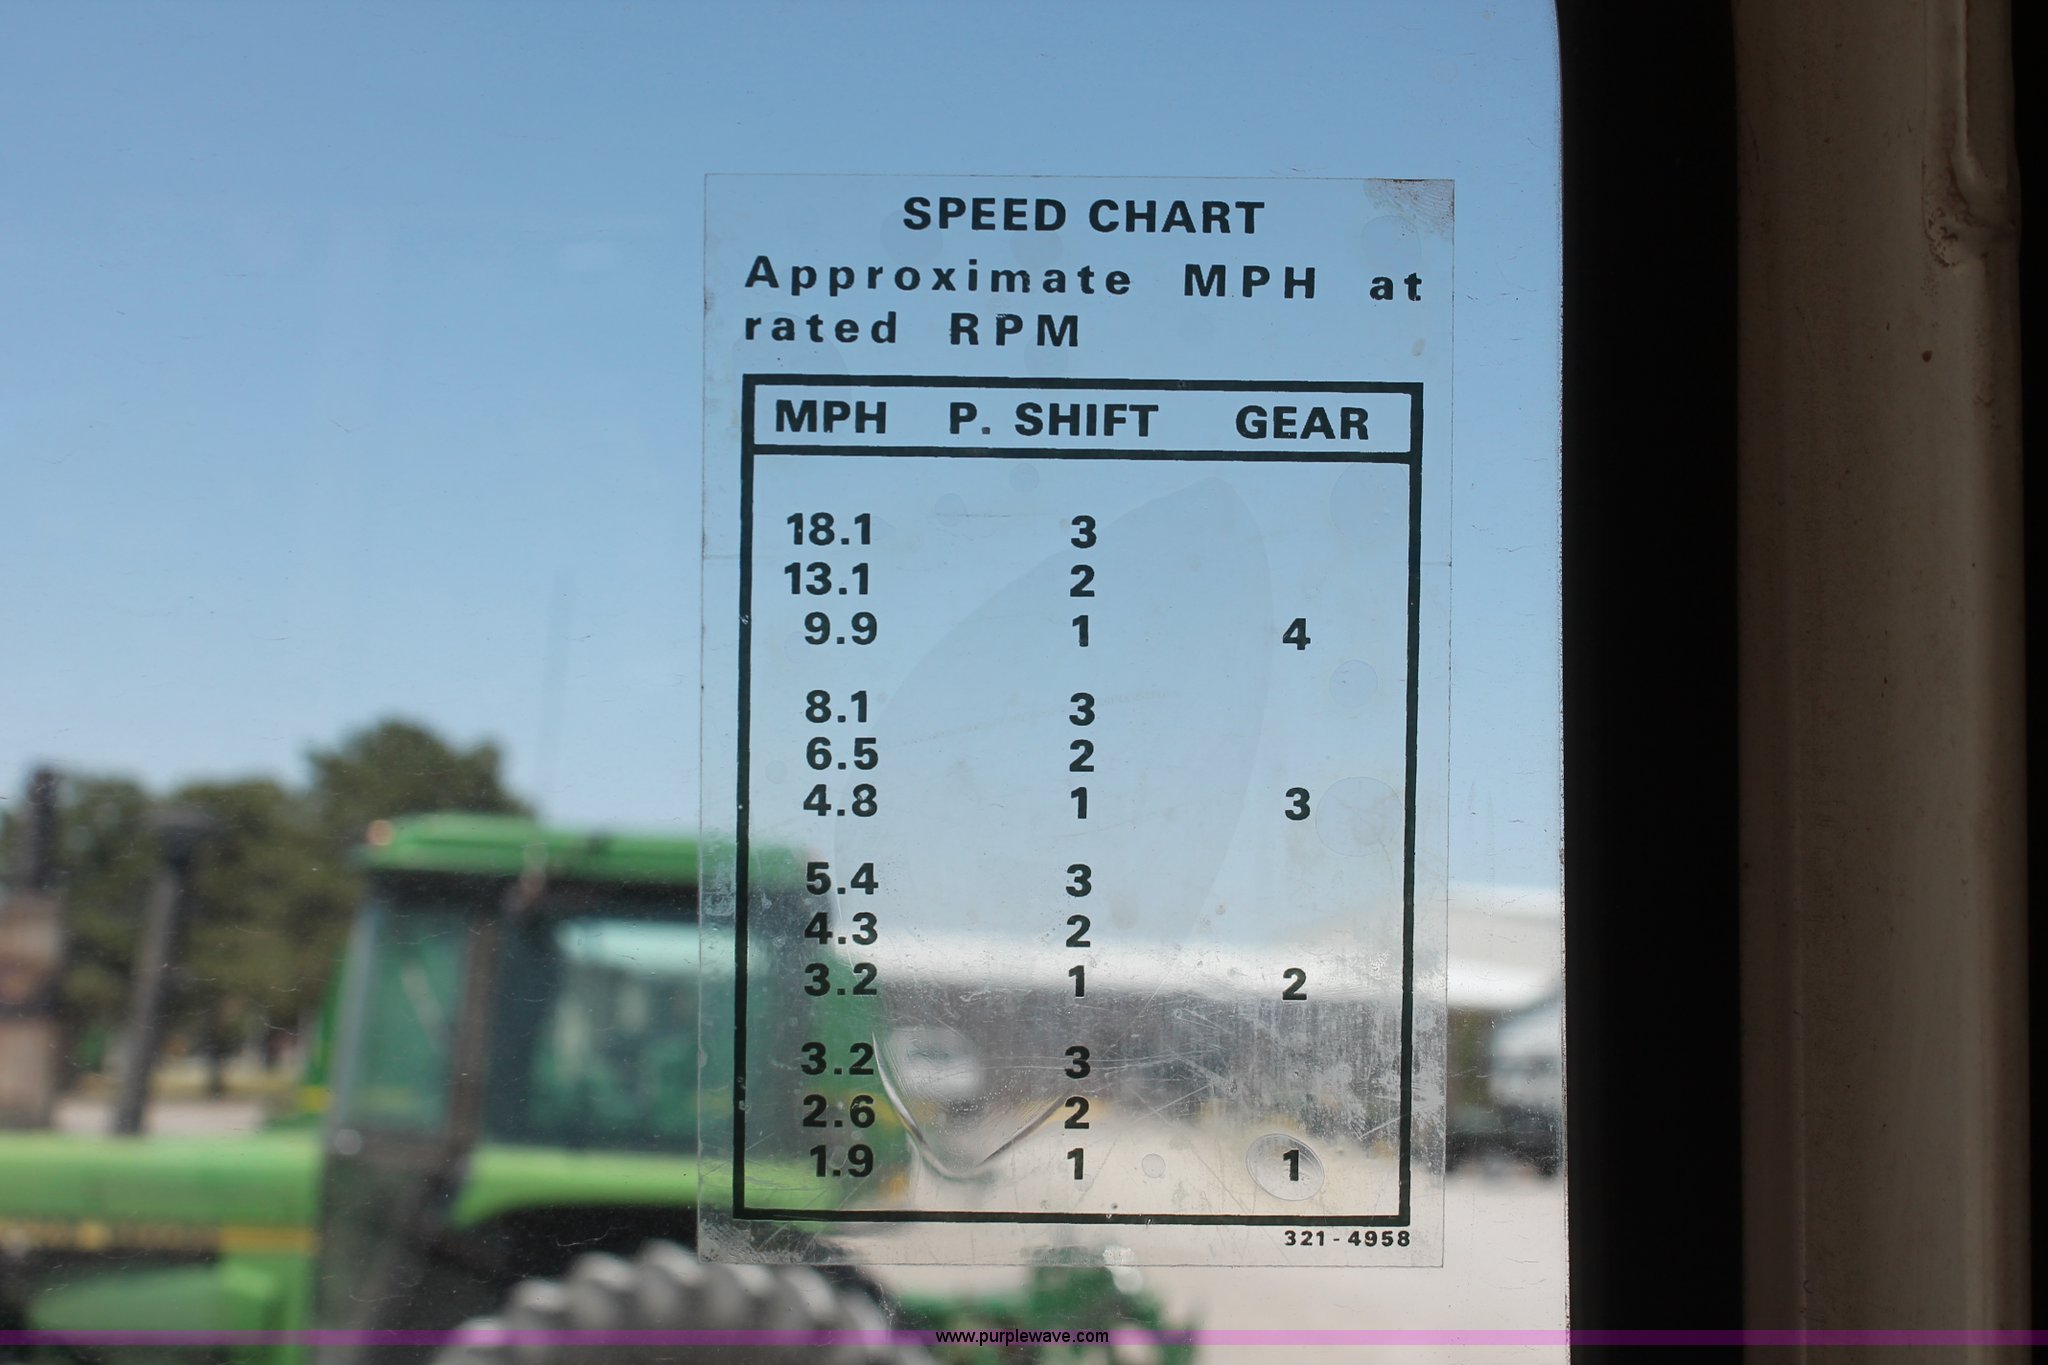 SPEED CHART
Approximate MPH at
rated RPM
MPH P. SHIFT GEAR
18.1 3
13.1 2
9.9 1 4
8.1 3
6.5 2
4.8 1 3
5.4 3
4.3 2
3.2 1 2
3.2 3
2.6 2
1.9 1 1
321-4958
www.purplewave.com